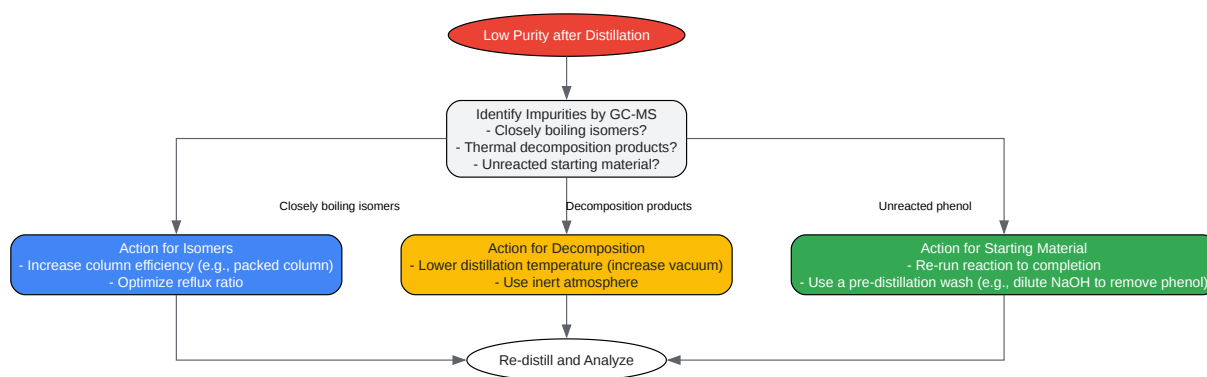 Low Purity after Distillation
Identify Impurities by GC-MS
- Closely boiling isomers?
- Thermal decomposition products?
- Unreacted starting material?
Closely boiling isomers
Decomposition products
Unreacted phenol
Action for Isomers
- Increase column efficiency (e.g., packed column)
- Optimize reflux ratio
Action for Decomposition
- Lower distillation temperature (increase vacuum)
- Use inert atmosphere
Action for Starting Material
- Re-run reaction to completion
- Use a pre-distillation wash (e.g., dilute NaOH to remove phenol)
Re-distill and Analyze